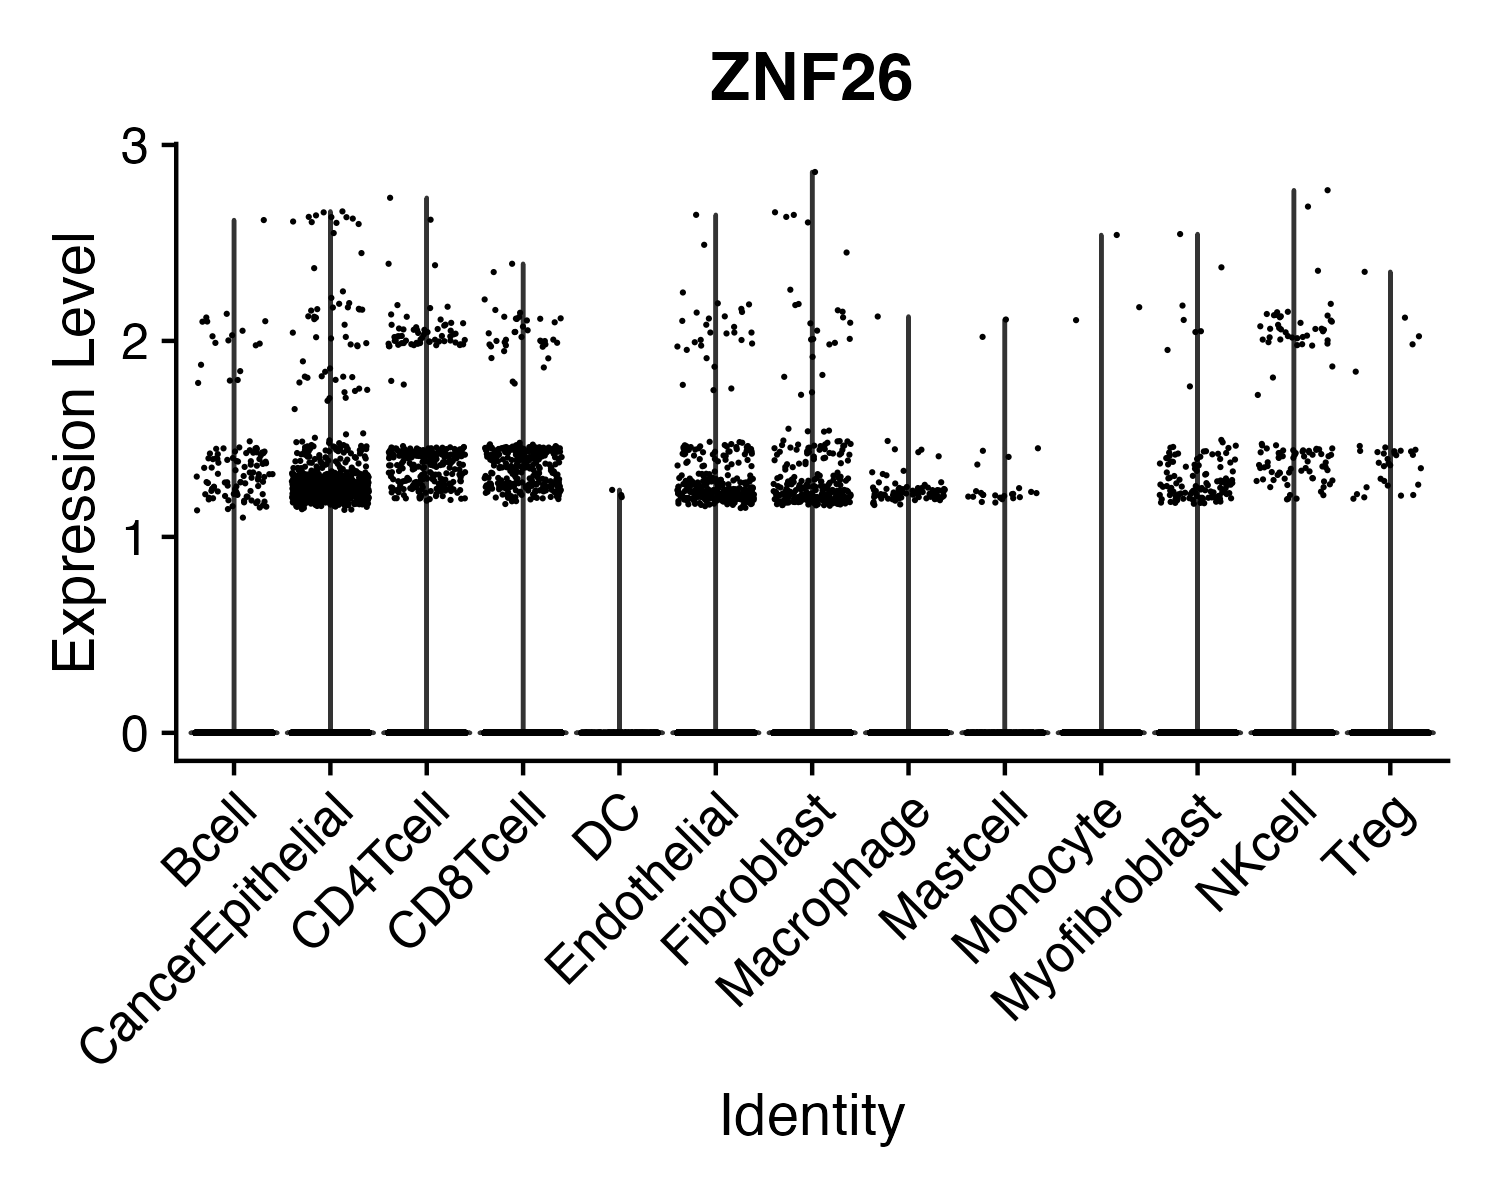 ZNF26
Expression Level
3
2
1
0
Bcell
CancerEpithelial
CD4Tcell
CD8Tcell
DC
Endothelial
Fibroblast
Macrophage
Mastcell
Monocyte
Myofibroblast
NKcell
Treg
Identity